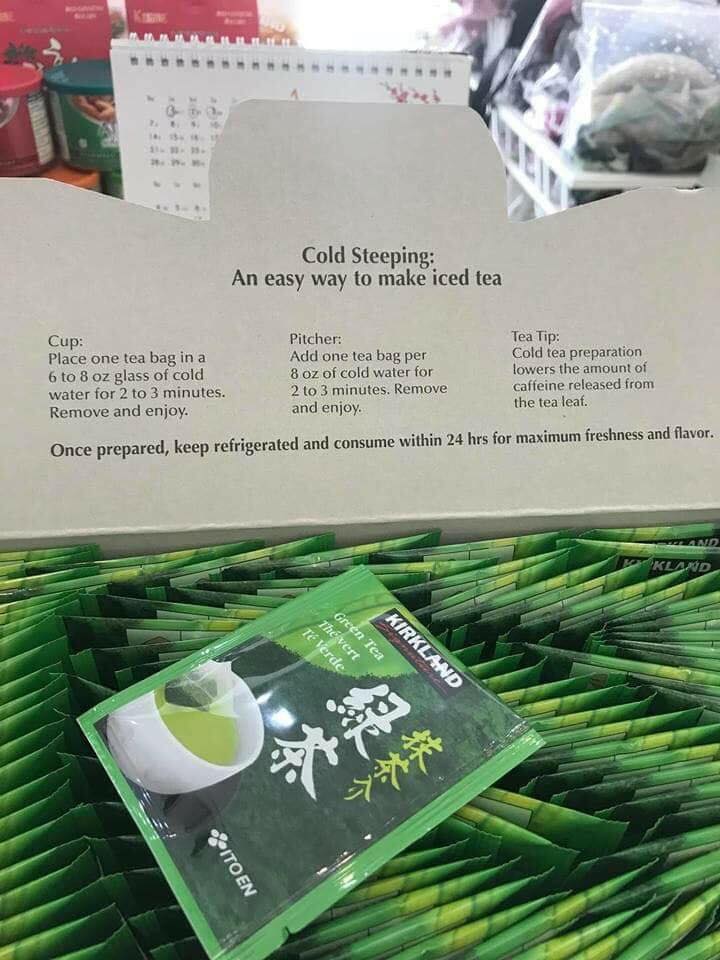 Cold Steeping:
An easy way to make iced tea
Cup:
Place one tea bag in a
6 to 8 oz glass of cold
water for 2 to 3 minutes.
Remove and enjoy.
Pitcher:
Add one tea bag per
8 oz of cold water for
2 to 3 minutes. Remove
and enjoy.
Tea Tip:
Cold tea preparation
lowers the amount of
caffeine released from
the tea leaf.
Once prepared, keep refrigerated and consume within 24 hrs for maximum freshness and flavor.
KIRKLAND
KIRKLAND
Green Tea
Thé vert
Té Verde
抹茶入
緑茶
ITOEN